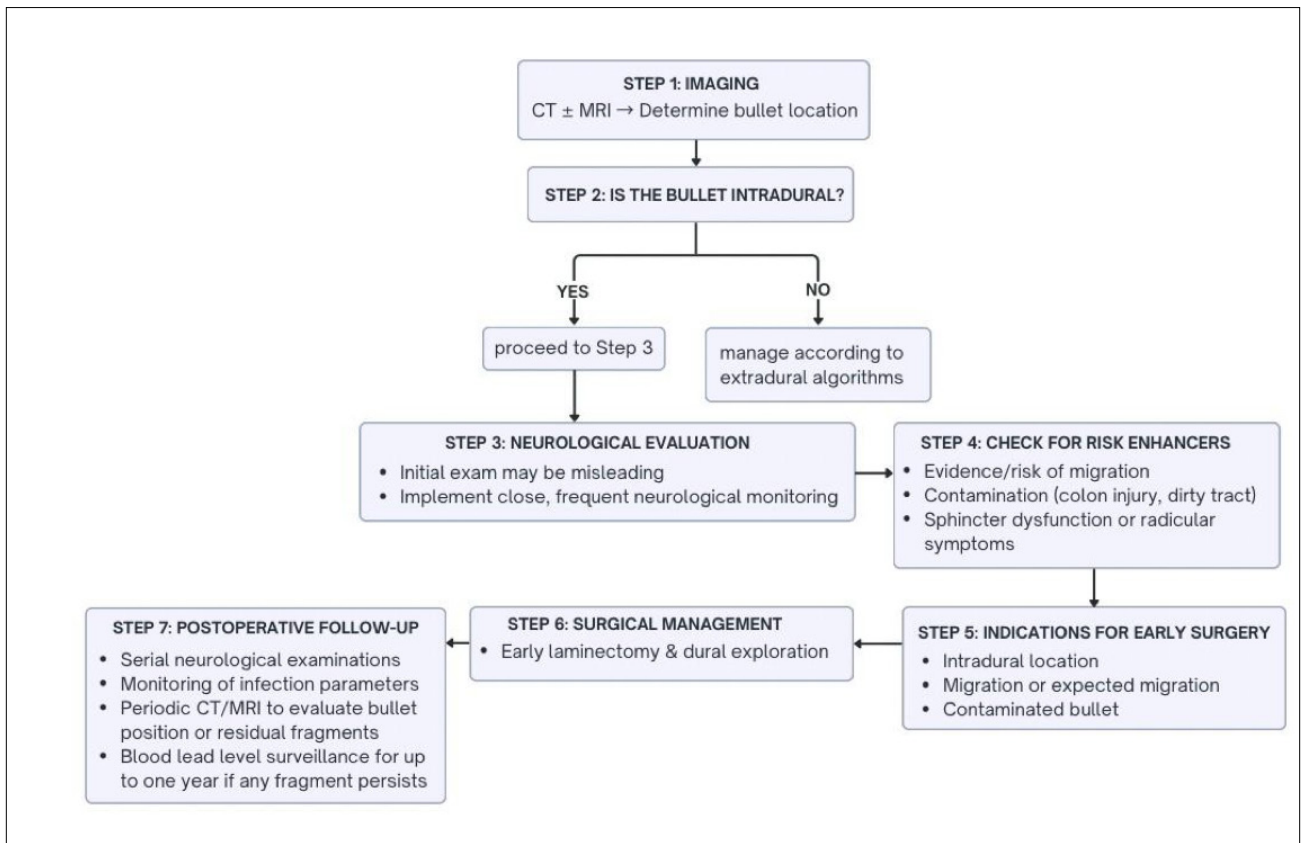 STEP 1: IMAGING
CT ± MRI → Determine bullet location
STEP 2: IS THE BULLET INTRADURAL?
YES
NO
proceed to Step 3
manage according to
extradural algorithms
STEP 3: NEUROLOGICAL EVALUATION
• Initial exam may be misleading
• Implement close, frequent neurological monitoring
STEP 4: CHECK FOR RISK ENHANCERS
• Evidence/risk of migration
• Contamination (colon injury, dirty tract)
• Sphincter dysfunction or radicular
symptoms
STEP 5: INDICATIONS FOR EARLY SURGERY
• Intradural location
• Migration or expected migration
• Contaminated bullet
STEP 6: SURGICAL MANAGEMENT
• Early laminectomy & dural exploration
STEP 7: POSTOPERATIVE FOLLOW-UP
• Serial neurological examinations
• Monitoring of infection parameters
• Periodic CT/MRI to evaluate bullet
position or residual fragments
• Blood lead level surveillance for up
to one year if any fragment persists